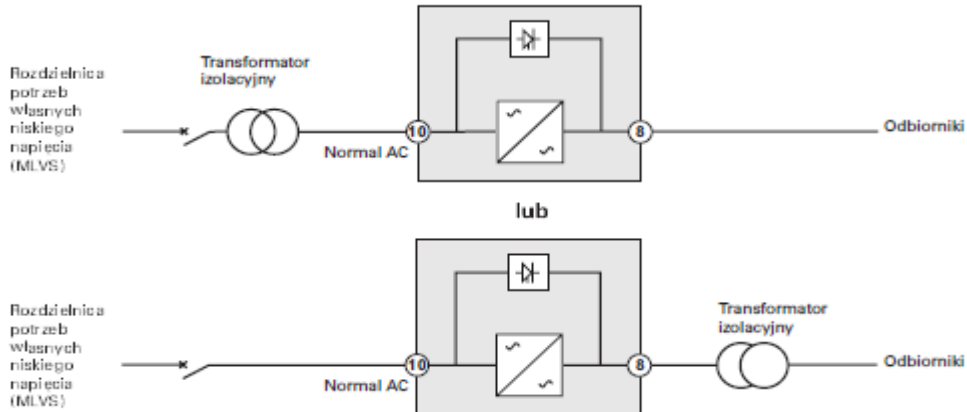 Rozdzielnica
potrzeb
własnych
niskiego
napięcia
(MLVS)
Transformator
izolacyjny
10
Normal AC
8
Odbiorniki
lub
Rozdzielnica
potrzeb
własnych
niskiego
napięcia
(MLVS)
10
Normal AC
8
Transformator
izolacyjny
Odbiorniki